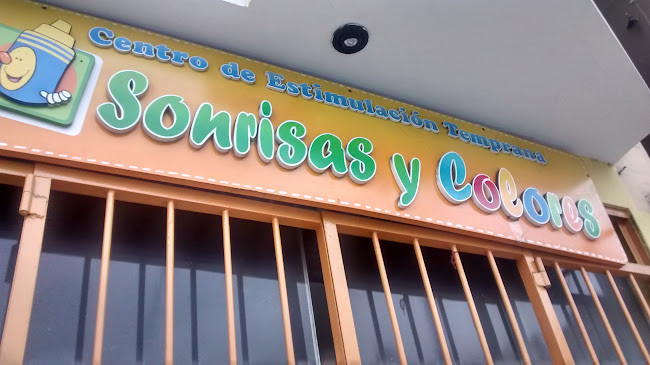 Centro de Estimulación Temprana
Sonrisas y Colores